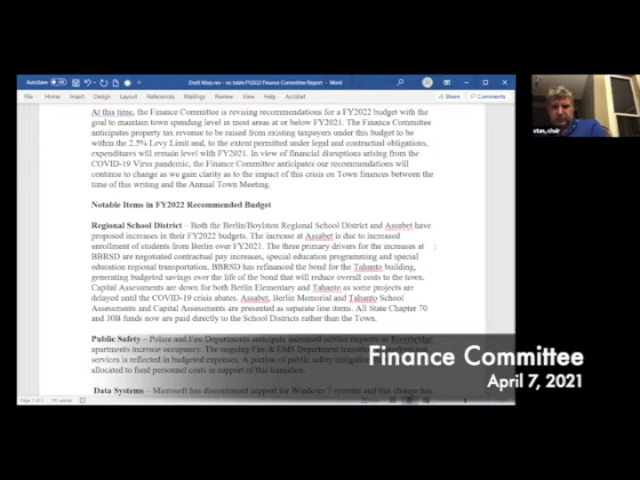 AutoSave Off
Draft May rev - no table FY2022 Finance Committee Report - Word
File Home Insert Design Layout References Mailings Review View Help Acrobat Share Comments
At this time, the Finance Committee is revising recommendations for a FY2022 budget with the
goal to maintain town spending level in most areas at or below FY2021. The Finance Committee
anticipates property tax revenue to be raised from existing taxpayers under this budget to be
within the 2.5% Levy Limit and, to the extent permitted under legal and contractual obligations,
expenditures will remain level with FY2021. In view of financial disruptions arising from the
COVID-19 Virus pandemic, the Finance Committee anticipates our recommendations will
continue to change as we gain clarity as to the impact of this crisis on Town finances between the
time of this writing and the Annual Town Meeting.
Notable Items in FY2022 Recommended Budget
Regional School District – Both the Berlin/Boylston Regional School District and Assabet have
proposed increases in their FY2022 budgets. The increase at Assabet is due to increased
enrollment of students from Berlin over FY2021. The three primary drivers for the increases at
BBRSD are negotiated contractual pay increases, special education programming and special
education regional transportation. BBRSD has refinanced the bond for the Tahanto building,
generating budgeted savings over the life of the bond that will reduce overall costs to the town.
Capital Assessments are down for both Berlin Elementary and Tahanto as some projects are
delayed until the COVID-19 crisis abates. Assabet, Berlin Memorial and Tahanto School
Assessments and Capital Assessments are presented as separate line items. All State Chapter 70
and 30B funds now are paid directly to the School Districts rather than the Town.
Public Safety – Police and Fire Departments anticipate increased service requests as Riverbridge
apartments increase occupancy. The ongoing Fire & EMS Department
services is reflected in budgeted expenses. A portion of public safety mitigation
allocated to fund personnel costs in support of this transition.
Data Systems – Microsoft has discontinued support for Windows 7 systems and this change has
chair
Finance Committee
April 7, 2021